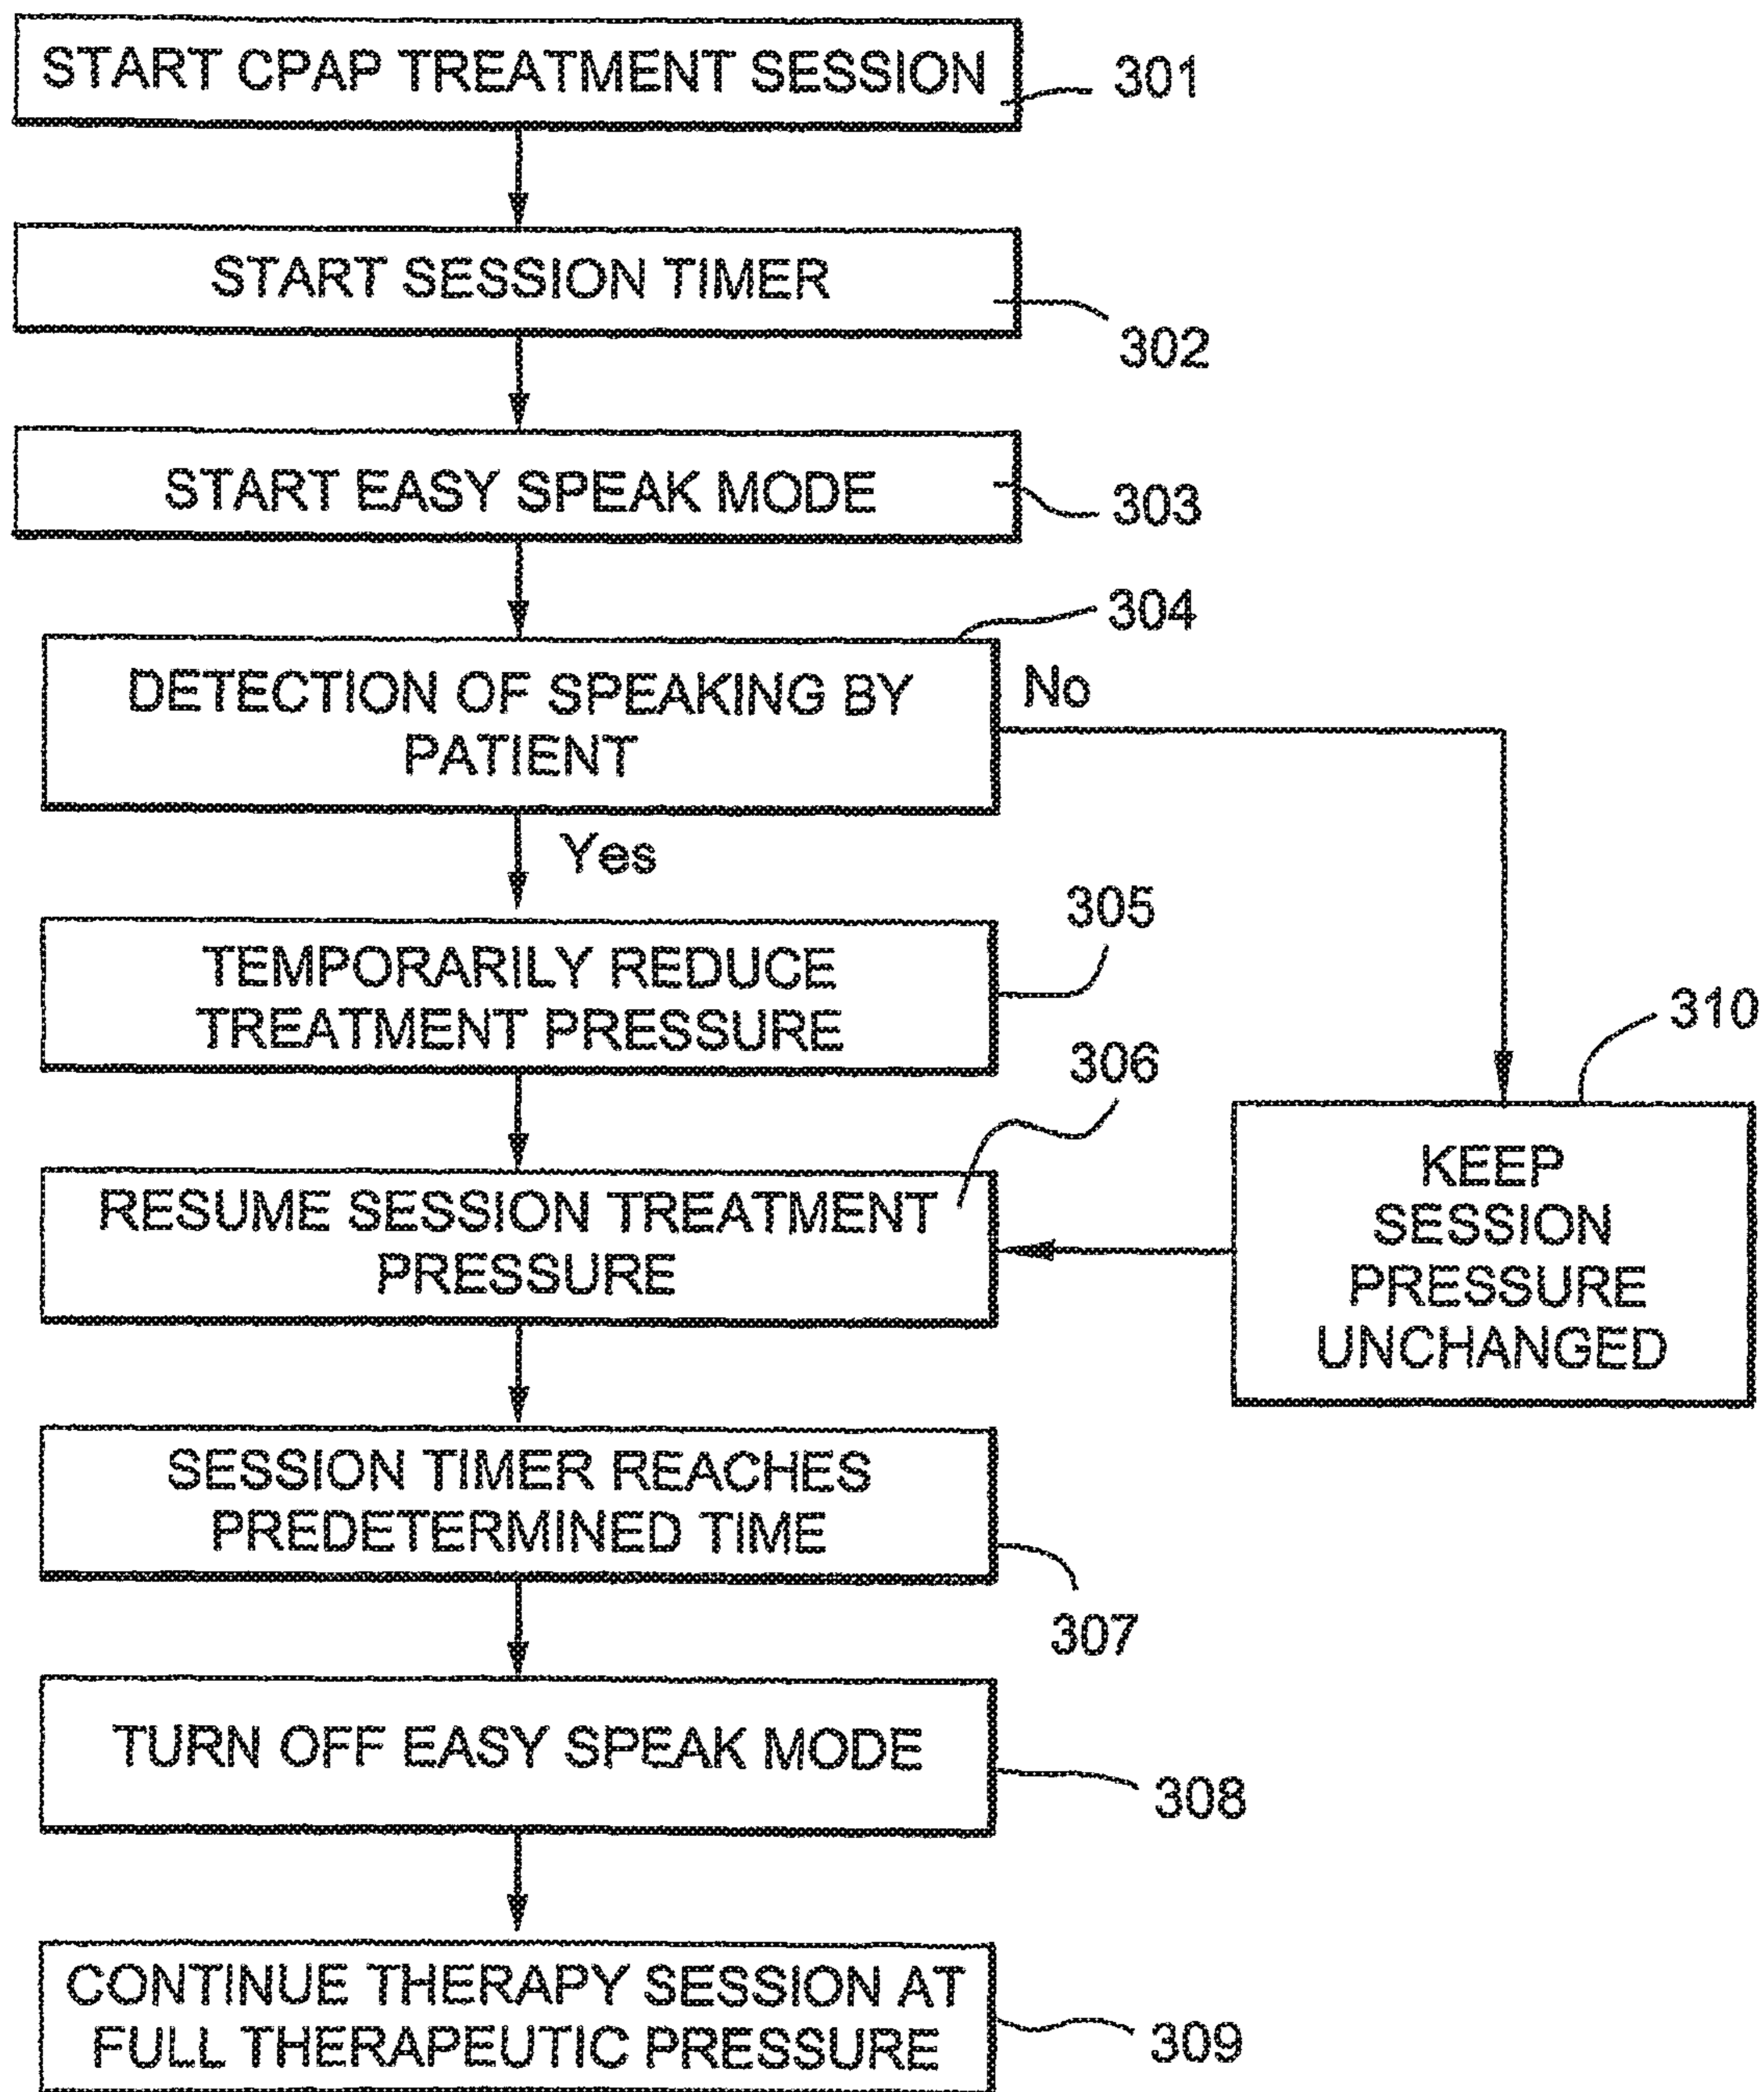 START CPAP TREATMENT SESSION
301
START SESSION TIMER
302
START EASY SPEAK MODE
303
304
DETECTION OF SPEAKING BY
PATIENT
No
Yes
305
TEMPORARILY REDUCE
TREATMENT PRESSURE
306
310
RESUME SESSION TREATMENT
PRESSURE
KEEP
SESSION
PRESSURE
UNCHANGED
SESSION TIMER REACHES
PREDETERMINED TIME
307
TURN OFF EASY SPEAK MODE
308
CONTINUE THERAPY SESSION AT
FULL THERAPEUTIC PRESSURE
309